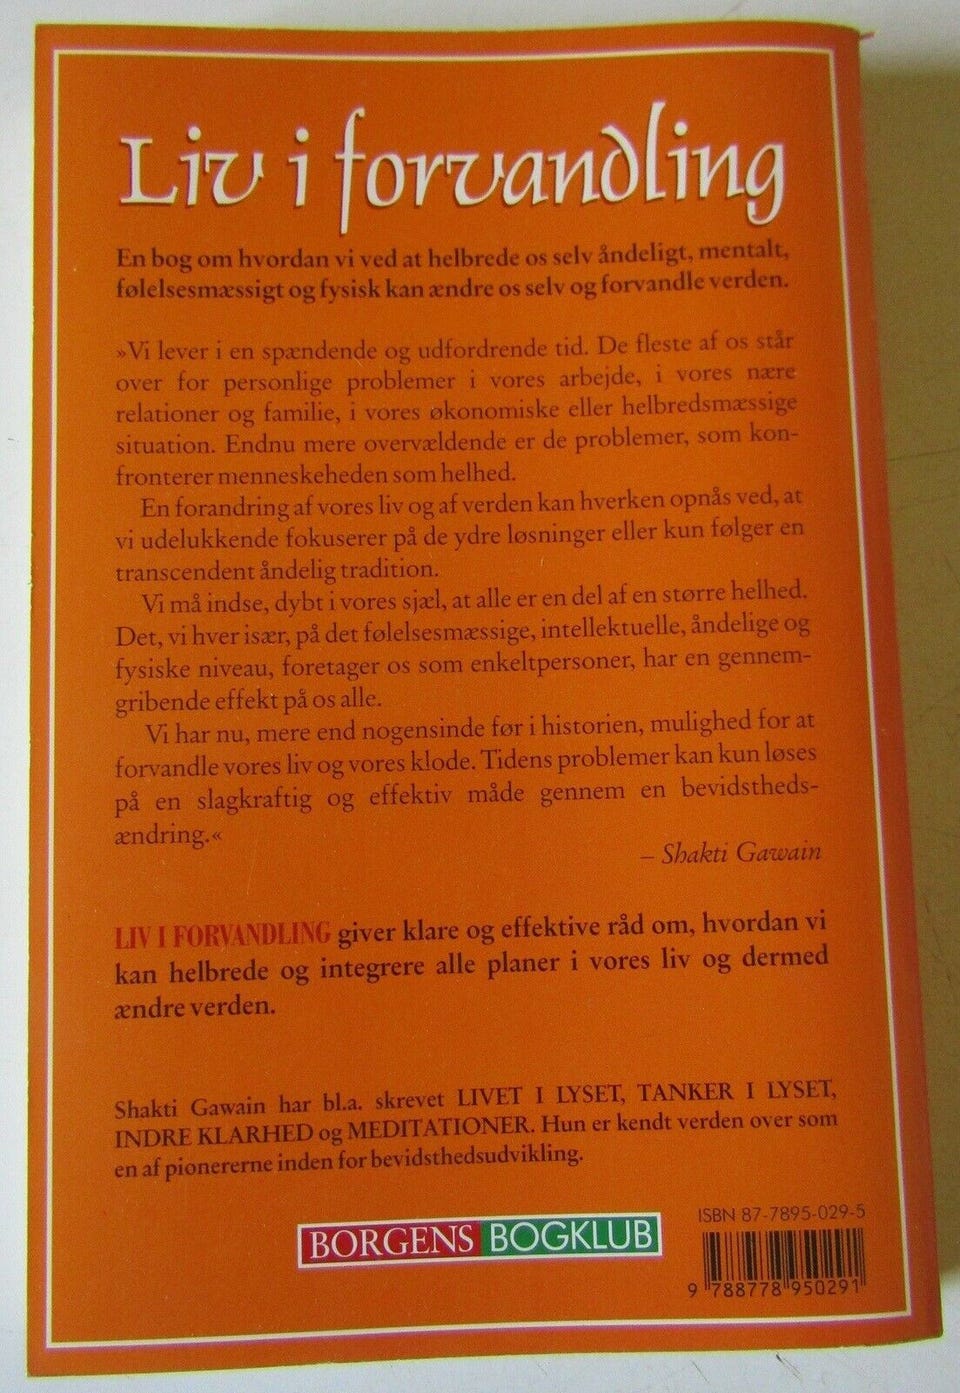 Liv i forvandling
En bog om hvordan vi ved at helbrede os selv åndeligt, mentalt,
følelsesmæssigt og fysisk kan ændre os selv og forvandle verden.
»Vi lever i en spændende og udfordrende tid. De fleste af os står
over for personlige problemer i vores arbejde, i vores nære
relationer og familie, i vores økonomiske eller helbredsmæssige
situation. Endnu mere overvældende er de problemer, som kon-
fronterer menneskeheden som helhed.
En forandring af vores liv og af verden kan hverken opnås ved, at
vi udelukkende fokuserer på de ydre løsninger eller kun følger en
transcendent åndelig tradition.
Vi må indse, dybt i vores sjæl, at alle er en del af en større helhed.
Det, vi hver især, på det følelsesmæssige, intellektuelle, åndelige og
fysiske niveau, foretager os som enkeltpersoner, har en gennem-
gribende effekt på os alle.
Vi har nu, mere end nogensinde før i historien, mulighed for at
forvandle vores liv og vores klode. Tidens problemer kan kun løses
på en slagkraftig og effektiv måde gennem en bevidstheds-
ændring.«
– Shakti Gawain
LIV I FORVANDLING giver klare og effektive råd om, hvordan vi
kan helbrede og integrere alle planer i vores liv og dermed
ændre verden.
Shakti Gawain har bl.a. skrevet LIVET I LYSET, TANKER I LYSET,
INDRE KLARHED og MEDITATIONER. Hun er kendt verden over som
en af pionererne inden for bevidsthedsudvikling.
BORGENS BOGKLUB
ISBN 87-7895-029-5
9 788778 950291